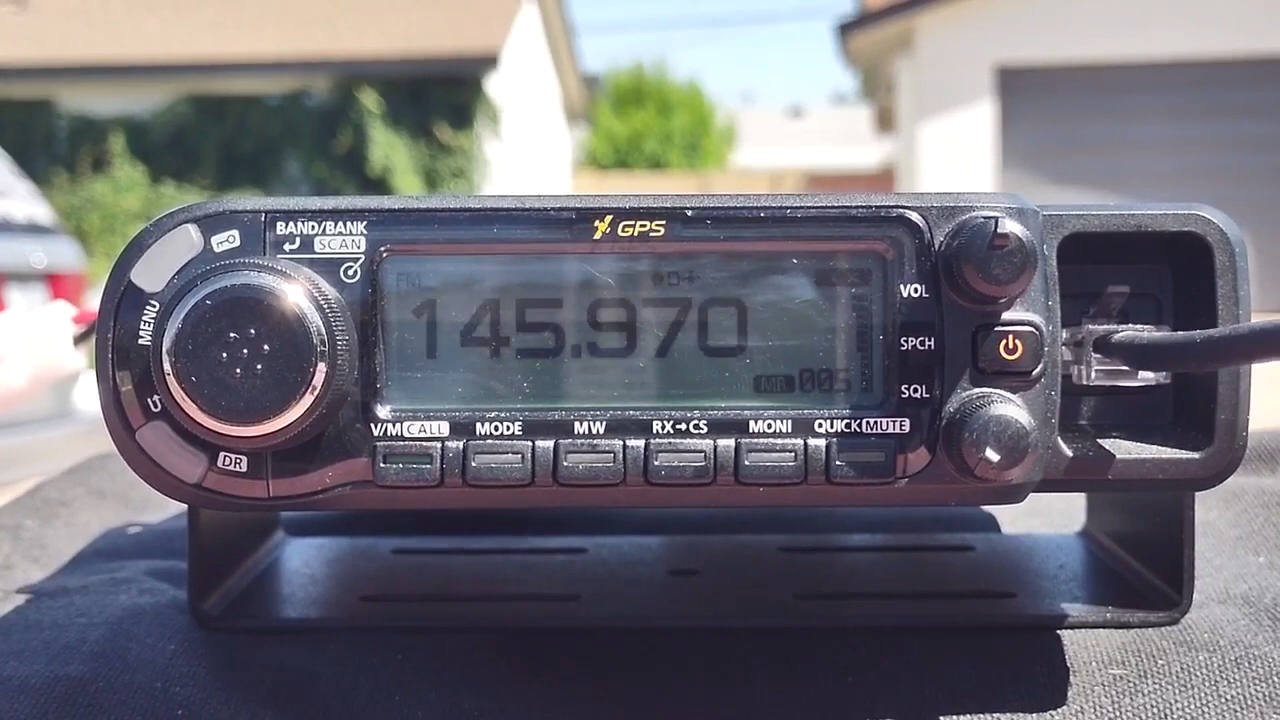 BAND/BANK
SCAN
GPS
MENU
FM
145.970
MR 005
VOL
SPCH
SQL
V/M CALL
MODE
MW
RX→CS
MONI
QUICK MUTE
DR